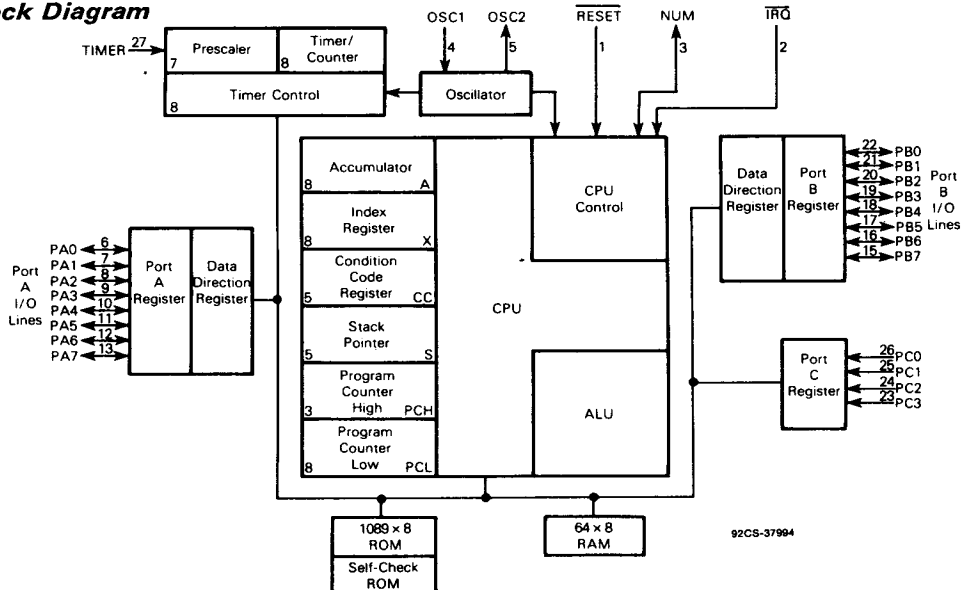 ck Diagram
OSC1
OSC2
RESET
NUM
IRQ
TIMER 27
4
5
1
3
2
Prescaler
7
Timer/
Counter
8
Timer Control
8
Oscillator
Accumulator
8 A
Index
Register
8 X
Condition
Code
Register
5 CC
Stack
Pointer
5 S
Program
Counter
High
3 PCH
Program
Counter
Low
8 PCL
CPU
CPU
Control
ALU
Port
A
I/O
Lines
PA0 6
PA1 7
PA2 8
PA3 9
PA4 10
PA5 11
PA6 12
PA7 13
Port
A
Register
Data
Direction
Register
Data
Direction
Register
Port
B
Register
22 PB0
21 PB1
20 PB2
19 PB3
18 PB4
17 PB5
16 PB6
15 PB7
Port
B
I/O
Lines
Port
C
Register
26 PC0
25 PC1
24 PC2
23 PC3
1089 x 8
ROM
Self-Check
ROM
64 x 8
RAM
92CS-37994